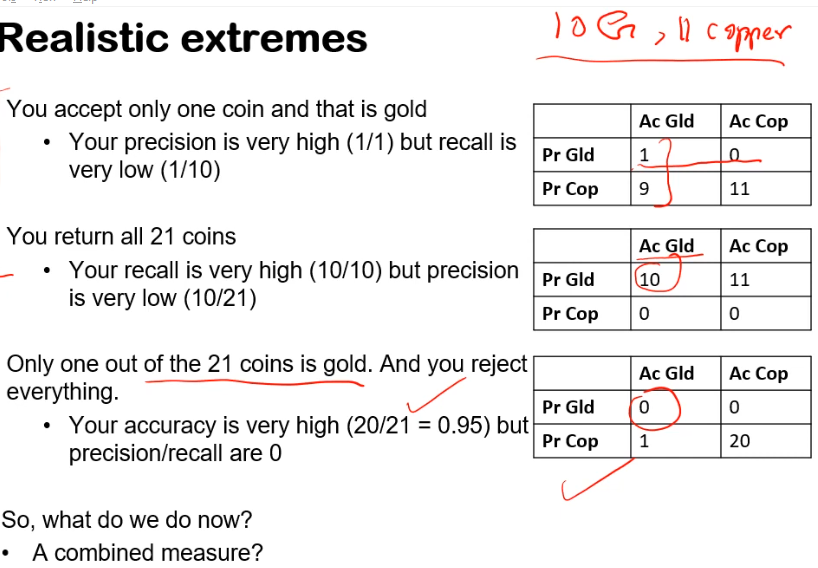 Realistic extremes
10 G, 11 copper
You accept only one coin and that is gold
• Your precision is very high (1/1) but recall is
very low (1/10)
Ac Gld Ac Cop
Pr Gld 1 0
Pr Cop 9 11
You return all 21 coins
• Your recall is very high (10/10) but precision
is very low (10/21)
Ac Gld Ac Cop
Pr Gld 10 11
Pr Cop 0 0
Only one out of the 21 coins is gold. And you reject
everything.
• Your accuracy is very high (20/21 = 0.95) but
precision/recall are 0
Ac Gld Ac Cop
Pr Gld 0 0
Pr Cop 1 20
So, what do we do now?
• A combined measure?